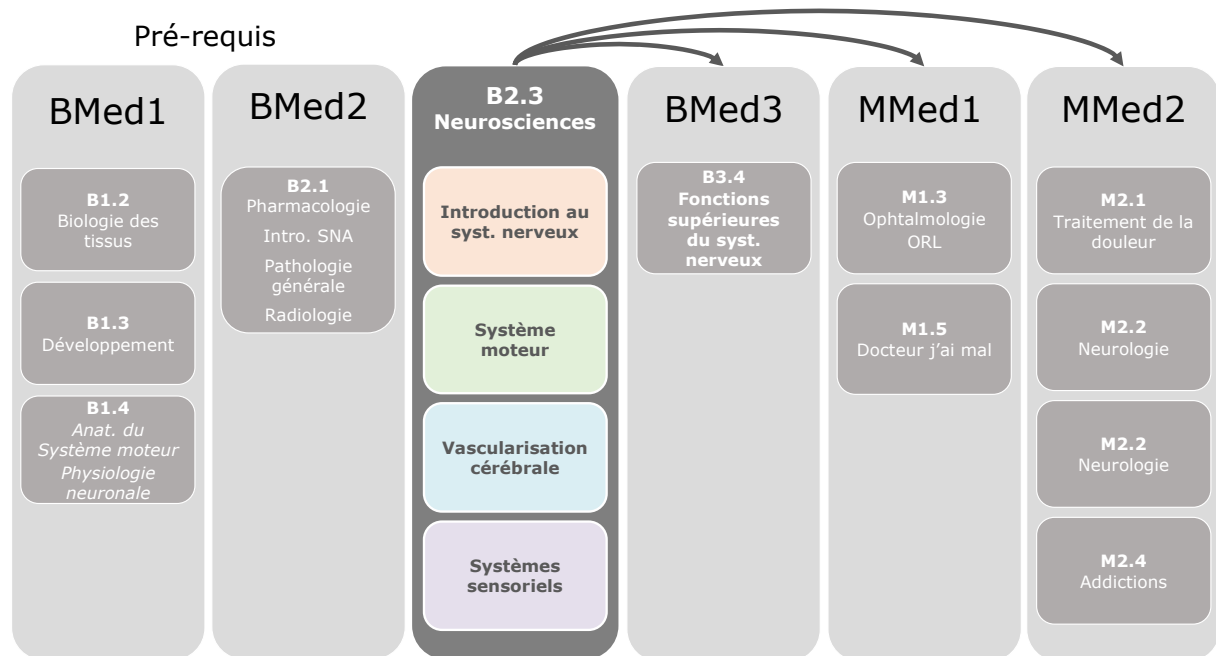 Pré-requis
BMed1
B1.2
Biologie des
tissus
B1.3
Développement
B1.4
Anat. du
Système moteur
Physiologie
neuronale
BMed2
B2.1
Pharmacologie
Intro. SNA
Pathologie
générale
Radiologie
B2.3
Neurosciences
Introduction au
syst. nerveux
Système
moteur
Vascularisation
cérébrale
Systèmes
sensoriels
BMed3
B3.4
Fonctions
supérieures
du syst.
nerveux
MMed1
M1.3
Ophtalmologie
ORL
M1.5
Docteur j’ai mal
MMed2
M2.1
Traitement de la
douleur
M2.2
Neurologie
M2.2
Neurologie
M2.4
Addictions